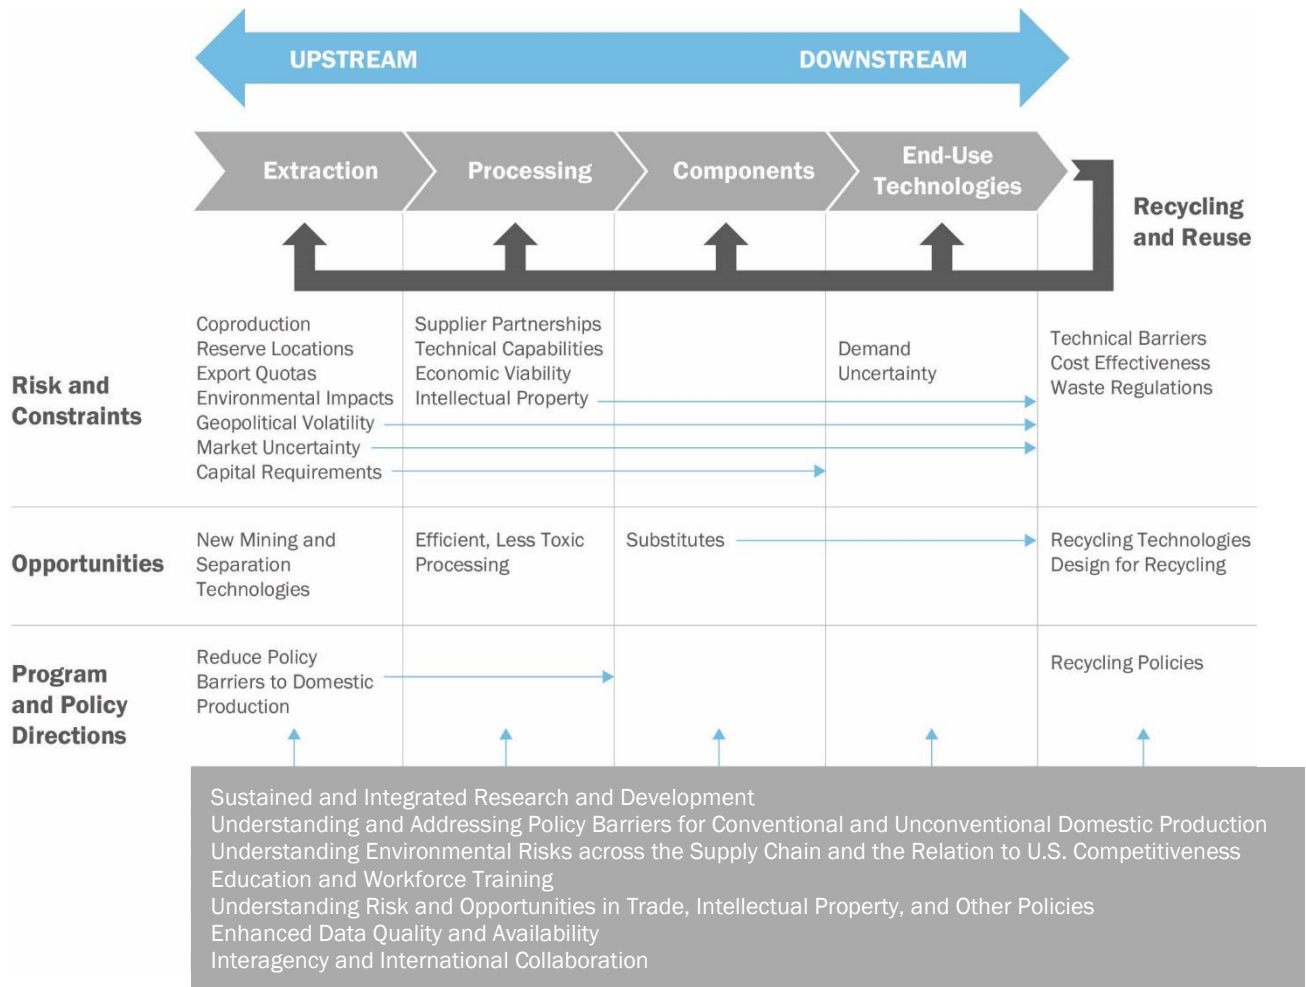 UPSTREAM
DOWNSTREAM
Extraction
Processing
Components
End-Use
Technologies
Recycling
and Reuse
Risk and
Constraints
Coproduction
Reserve Locations
Export Quotas
Environmental Impacts
Geopolitical Volatility
Market Uncertainty
Capital Requirements
Supplier Partnerships
Technical Capabilities
Economic Viability
Intellectual Property
Demand
Uncertainty
Technical Barriers
Cost Effectiveness
Waste Regulations
Opportunities
New Mining and
Separation
Technologies
Efficient, Less Toxic
Processing
Substitutes
Recycling Technologies
Design for Recycling
Program
and Policy
Directions
Reduce Policy
Barriers to Domestic
Production
Recycling Policies
Sustained and Integrated Research and Development
Understanding and Addressing Policy Barriers for Conventional and Unconventional Domestic Production
Understanding Environmental Risks across the Supply Chain and the Relation to U.S. Competitiveness
Education and Workforce Training
Understanding Risk and Opportunities in Trade, Intellectual Property, and Other Policies
Enhanced Data Quality and Availability
Interagency and International Collaboration